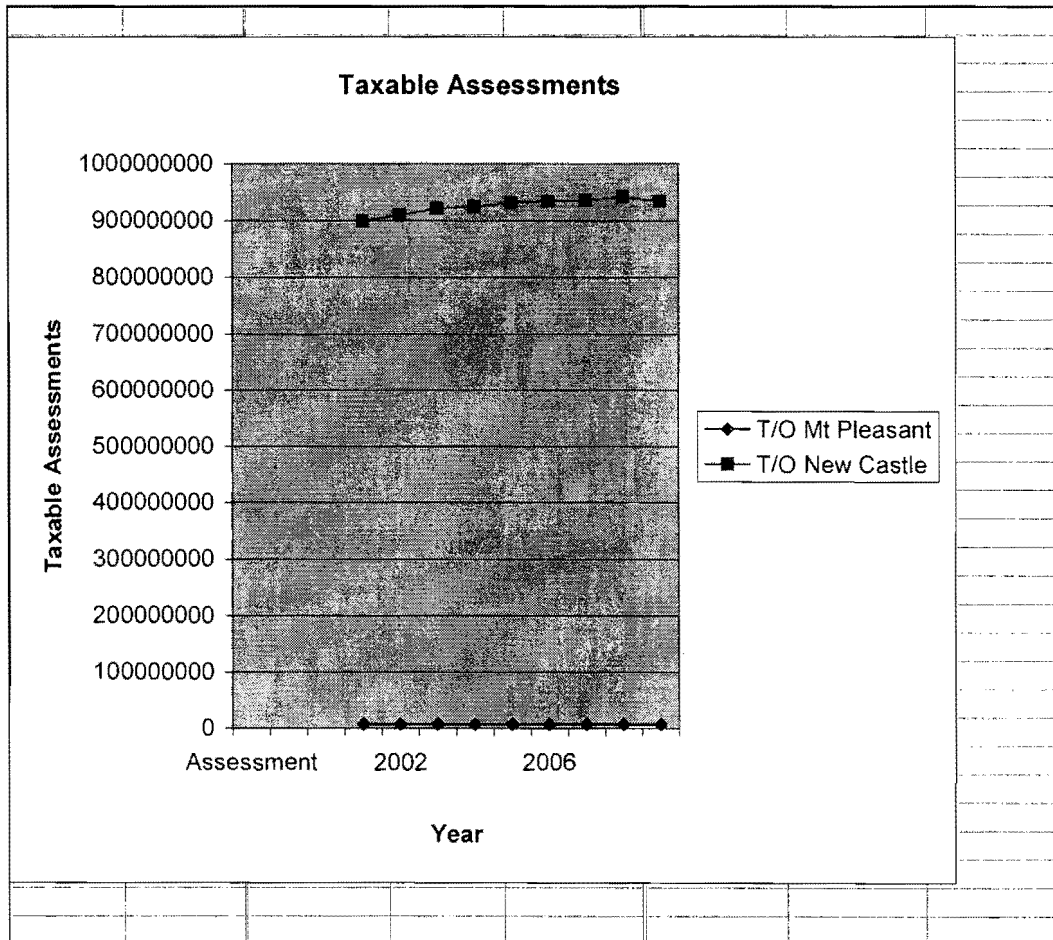 Taxable Assessments
Taxable Assessments
1000000000
900000000
800000000
700000000
600000000
500000000
400000000
300000000
200000000
100000000
0
Assessment 2002 2006
Year
T/O Mt Pleasant
T/O New Castle